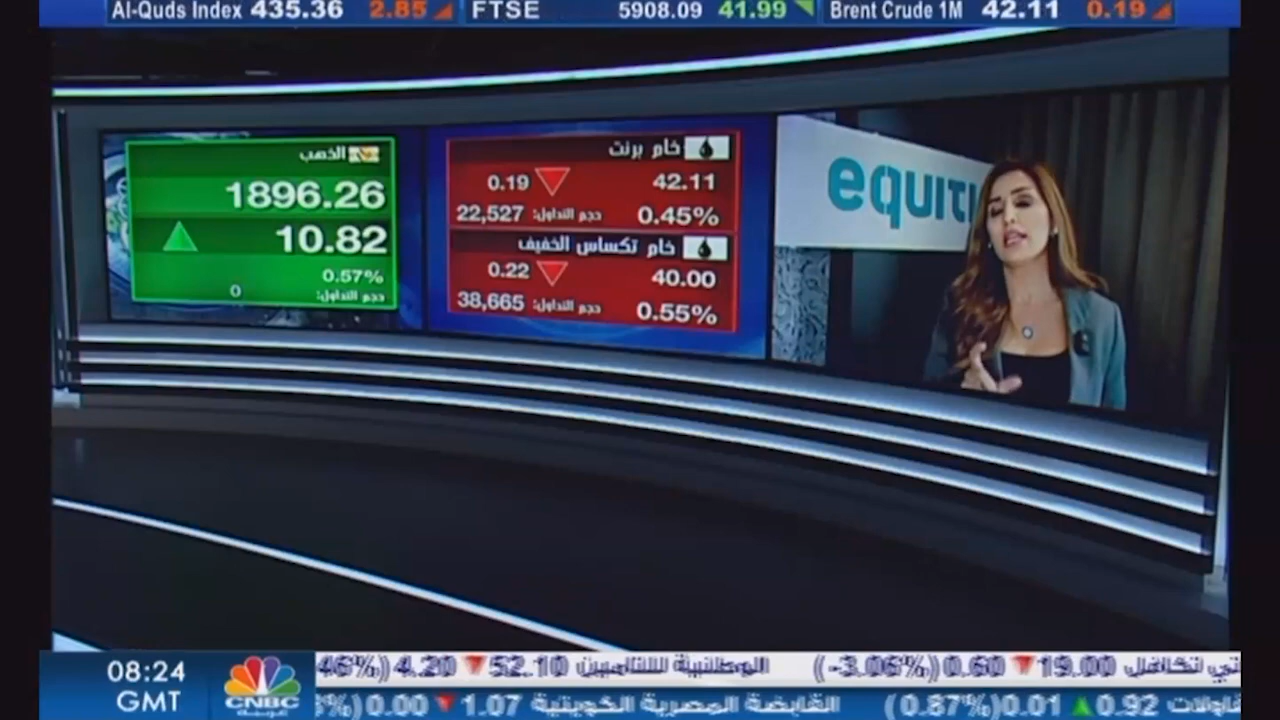 Al-Quds Index 435.36 2.85 FTSE 5908.09 41.99 Brent Crude 1M 42.11 0.19
الذهب
1896.26
10.82
0.57%
حجم التداول: 0
خام برنت
42.11 0.19
0.45% حجم التداول: 22,527
خام تكساس الخفيف
40.00 0.22
0.55% حجم التداول: 38,665
equiti
08:24
GMT
CNBC
عربية
19.00 0.60 (-3.06%) الوطنية للتامين 52.10 4.20
0.92 0.01 (0.87%) القابضة المصرية الكويتية 1.07 0.00